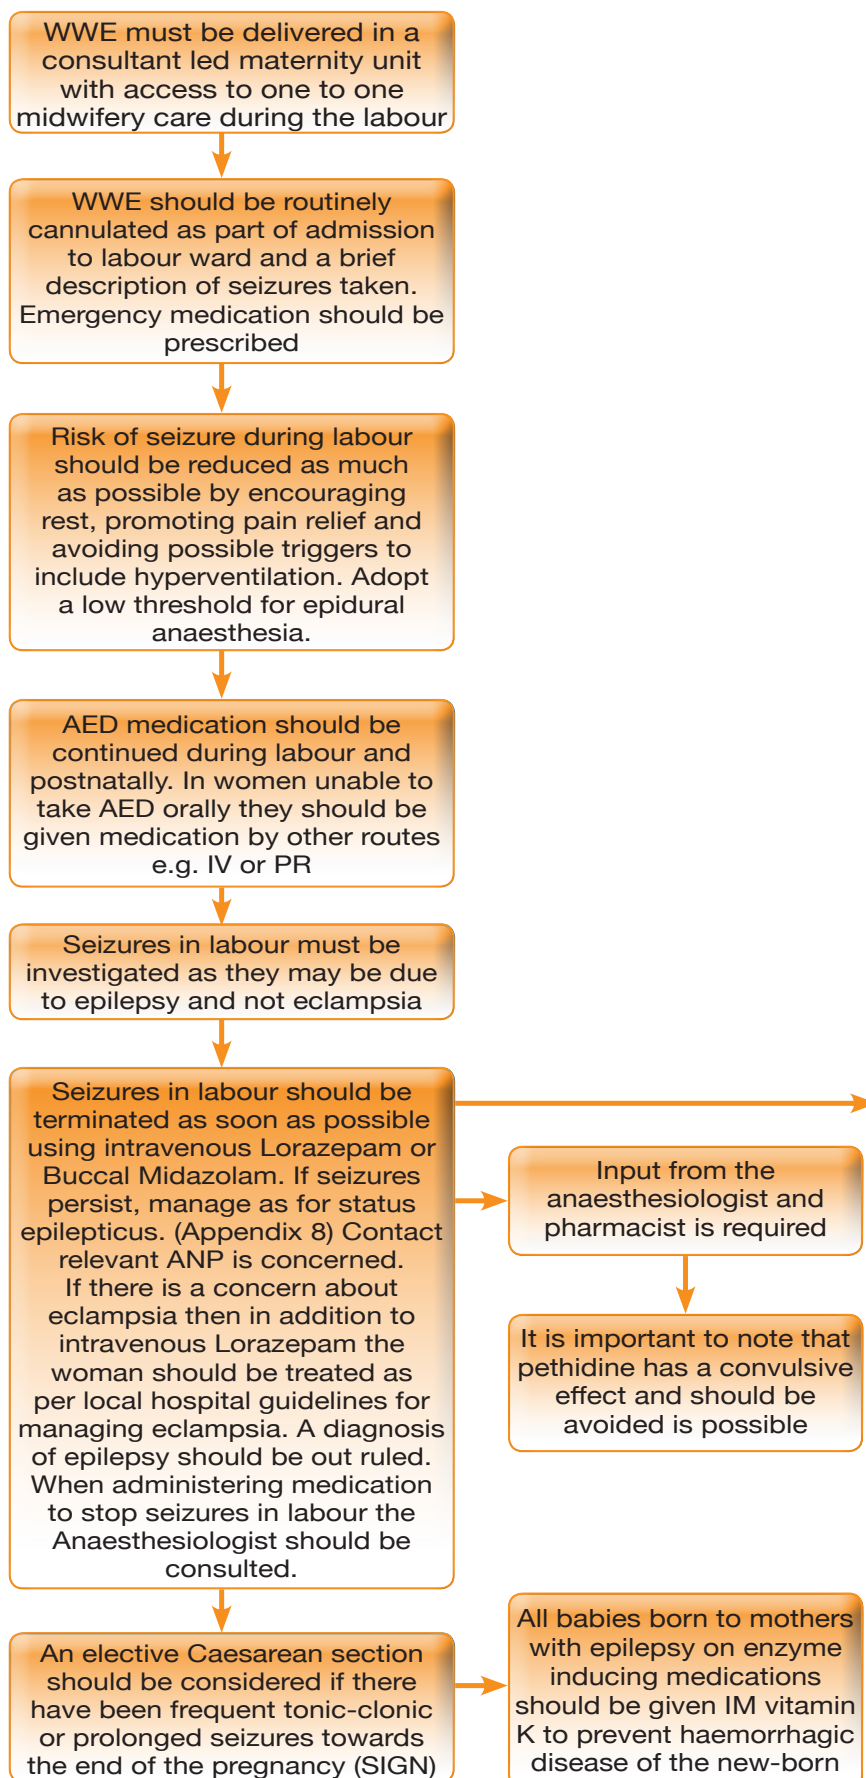 WWE must be delivered in a
consultant led maternity unit
with access to one to one
midwifery care during the labour
WWE should be routinely
cannulated as part of admission
to labour ward and a brief
description of seizures taken.
Emergency medication should be
prescribed
Risk of seizure during labour
should be reduced as much
as possible by encouraging
rest, promoting pain relief and
avoiding possible triggers to
include hyperventilation. Adopt
a low threshold for epidural
anaesthesia.
AED medication should be
continued during labour and
postnatally. In women unable to
take AED orally they should be
given medication by other routes
e.g. IV or PR
Seizures in labour must be
investigated as they may be due
to epilepsy and not eclampsia
Seizures in labour should be
terminated as soon as possible
using intravenous Lorazepam or
Buccal Midazolam. If seizures
persist, manage as for status
epilepticus. (Appendix 8) Contact
relevant ANP is concerned.
If there is a concern about
eclampsia then in addition to
intravenous Lorazepam the
woman should be treated as
per local hospital guidelines for
managing eclampsia. A diagnosis
of epilepsy should be out ruled.
When administering medication
to stop seizures in labour the
Anaesthesiologist should be
consulted.
Input from the
anaesthesiologist and
pharmacist is required
It is important to note that
pethidine has a convulsive
effect and should be
avoided is possible
An elective Caesarean section
should be considered if there
have been frequent tonic-clonic
or prolonged seizures towards
the end of the pregnancy (SIGN)
All babies born to mothers
with epilepsy on enzyme
inducing medications
should be given IM vitamin
K to prevent haemorrhagic
disease of the new-born